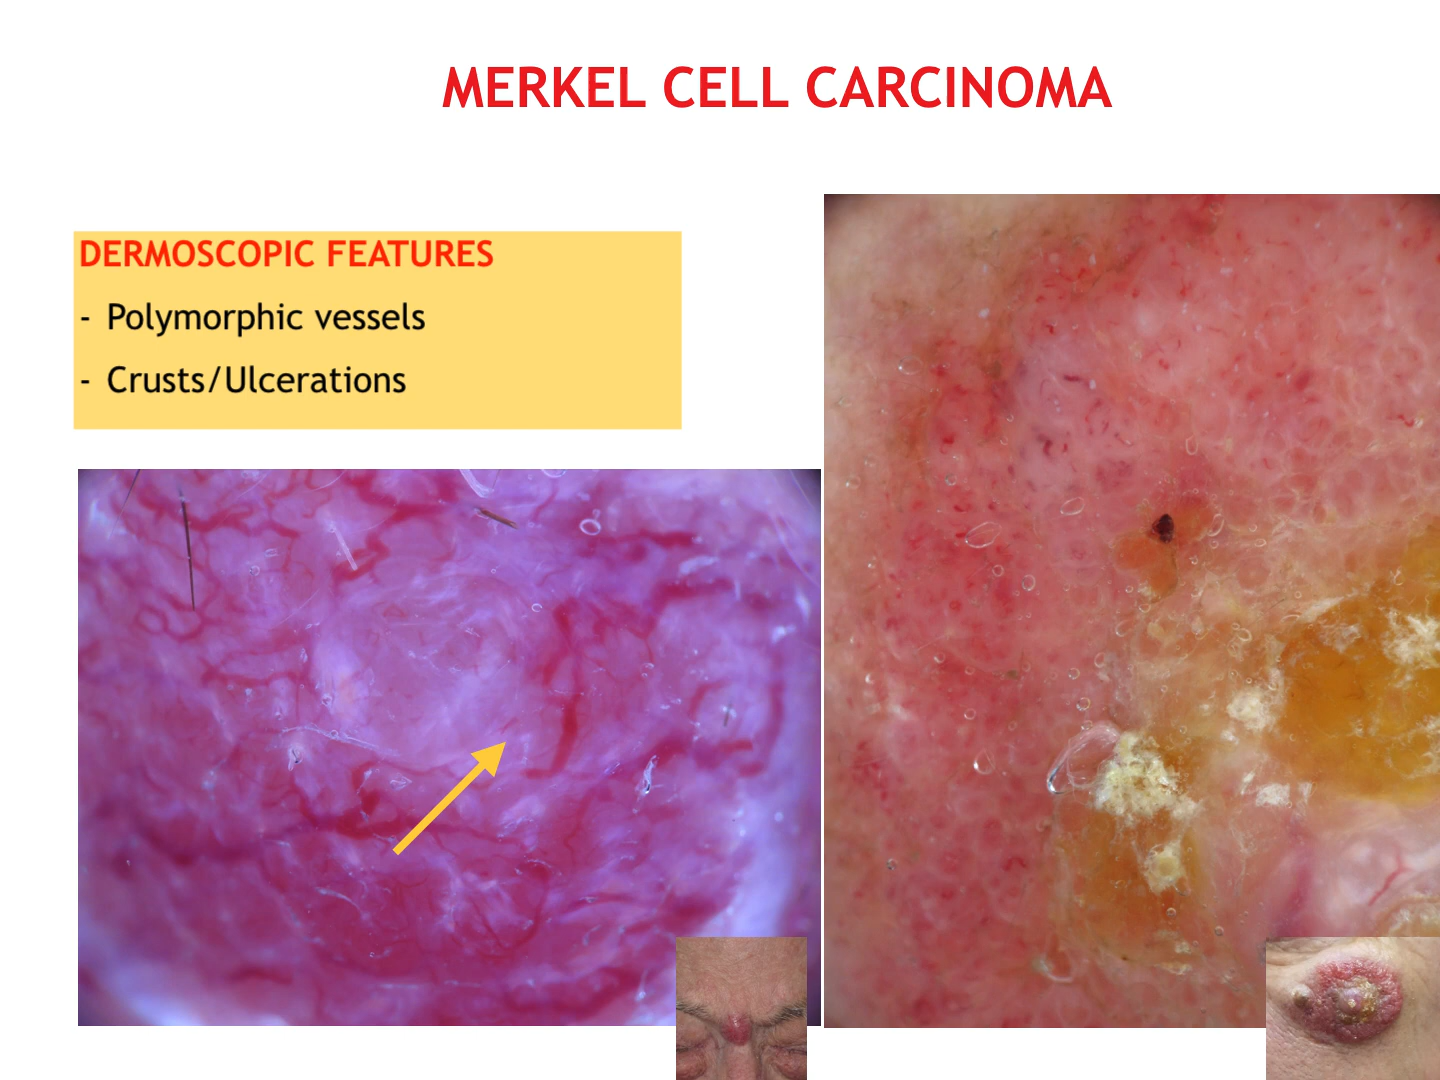 MERKEL CELL CARCINOMA
DERMOSCOPIC FEATURES
- Polymorphic vessels
- Crusts/Ulcerations